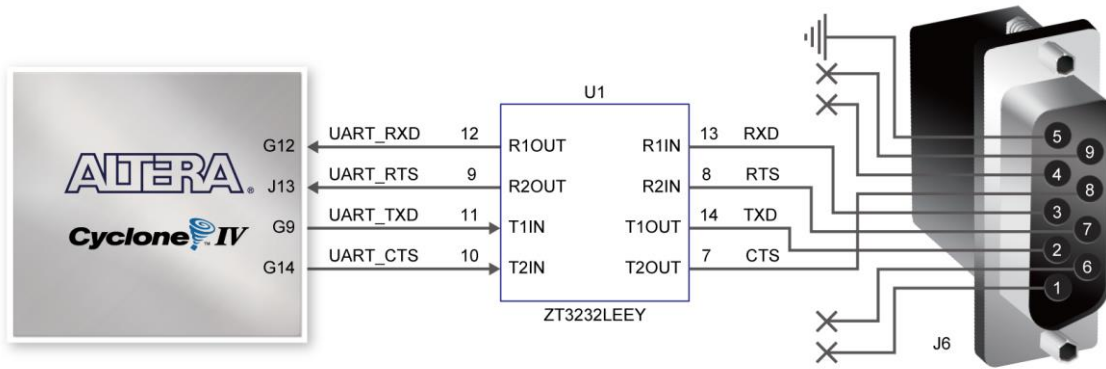 U1
UART_RXD 12 R1OUT R1IN 13 RXD
G12
UART_RTS 9 R2OUT R2IN 8 RTS
J13
UART_TXD 11 T1IN T1OUT 14 TXD
G9
UART_CTS 10 T2IN T2OUT 7 CTS
G14
ALTERA.
Cyclone IV
ZT3232LEEY
5
9
4
8
3
7
2
6
1
J6